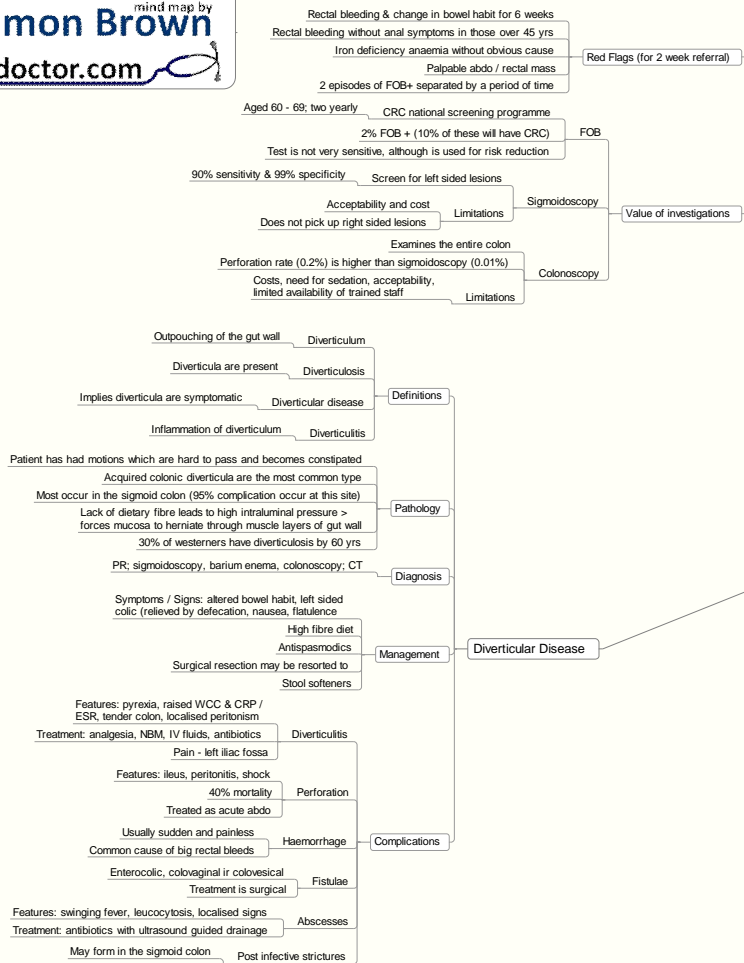 mind map by
mon Brown
doctor.com
Rectal bleeding & change in bowel habit for 6 weeks
Rectal bleeding without anal symptoms in those over 45 yrs
Iron deficiency anaemia without obvious cause
Palpable abdo / rectal mass
2 episodes of FOB+ separated by a period of time
Red Flags (for 2 week referral)
Aged 60 - 69; two yearly
CRC national screening programme
2% FOB + (10% of these will have CRC)
Test is not very sensitive, although is used for risk reduction
FOB
90% sensitivity & 99% specificity
Screen for left sided lesions
Acceptability and cost
Does not pick up right sided lesions
Limitations
Sigmoidoscopy
Value of investigations
Examines the entire colon
Perforation rate (0.2%) is higher than sigmoidoscopy (0.01%)
Costs, need for sedation, acceptability,
limited availability of trained staff
Limitations
Colonoscopy
Outpouching of the gut wall
Diverticulum
Diverticula are present
Diverticulosis
Implies diverticula are symptomatic
Diverticular disease
Inflammation of diverticulum
Diverticulitis
Definitions
Patient has had motions which are hard to pass and becomes constipated
Acquired colonic diverticula are the most common type
Most occur in the sigmoid colon (95% complication occur at this site)
Lack of dietary fibre leads to high intraluminal pressure >
forces mucosa to herniate through muscle layers of gut wall
30% of westerners have diverticulosis by 60 yrs
Pathology
PR; sigmoidoscopy, barium enema, colonoscopy; CT
Diagnosis
Symptoms / Signs: altered bowel habit, left sided
colic (relieved by defecation, nausea, flatulence
High fibre diet
Antispasmodics
Surgical resection may be resorted to
Stool softeners
Management
Diverticular Disease
Features: pyrexia, raised WCC & CRP /
ESR, tender colon, localised peritonism
Treatment: analgesia, NBM, IV fluids, antibiotics
Pain - left iliac fossa
Diverticulitis
Features: ileus, peritonitis, shock
40% mortality
Treated as acute abdo
Perforation
Usually sudden and painless
Common cause of big rectal bleeds
Haemorrhage
Complications
Enterocolic, colovaginal ir colovesical
Treatment is surgical
Fistulae
Features: swinging fever, leucocytosis, localised signs
Treatment: antibiotics with ultrasound guided drainage
Abscesses
May form in the sigmoid colon
Post infective strictures